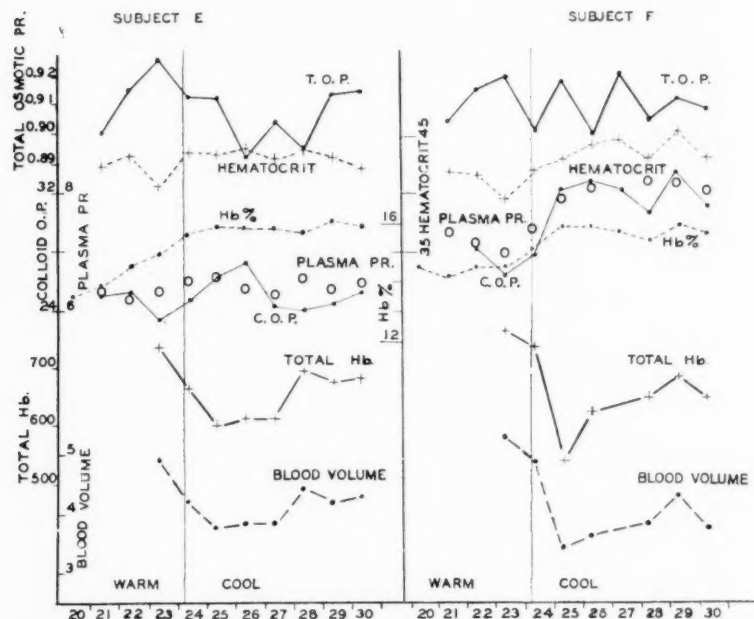 SUBJECT E
SUBJECT F
TOTAL OSMOTIC PR.
0.92
0.91
0.90
0.89
T.O.P.
T.O.P.
HEMATOCRIT
45
35
HEMATOCRIT
HEMATOCRIT
COLLOID O.P.
32
24
PLASMA PR.
8
6
Hb%
16
12
Hb%
Hb%
PLASMA PR.
PLASMA PR.
C.O.P.
C.O.P.
TOTAL Hb.
700
600
500
TOTAL Hb.
TOTAL Hb.
BLOOD VOLUME
5
4
3
BLOOD VOLUME
BLOOD VOLUME
WARM COOL
WARM COOL
20 21 22 23 24 25 26 27 28 29 30
20 21 22 23 24 25 26 27 28 29 30